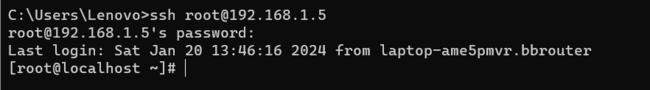 C:\Users\Lenovo>ssh root@192.168.1.5
root@192.168.1.5's password:
Last login: Sat Jan 20 13:46:16 2024 from laptop-ame5pmvr.bbrouter
[root@localhost ~]#